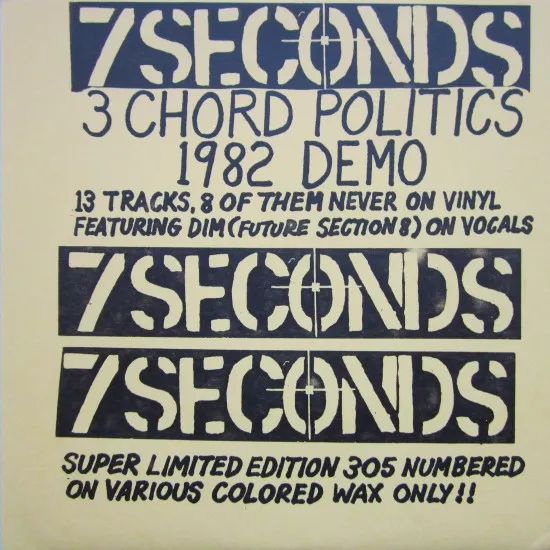 7SECONDS
3 CHORD POLITICS
1982 DEMO
13 TRACKS, 8 OF THEM NEVER ON VINYL
FEATURING DIM (FUTURE SECTION 8) ON VOCALS
7SECONDS
7SECONDS
SUPER LIMITED EDITION 305 NUMBERED
ON VARIOUS COLORED WAX ONLY!!